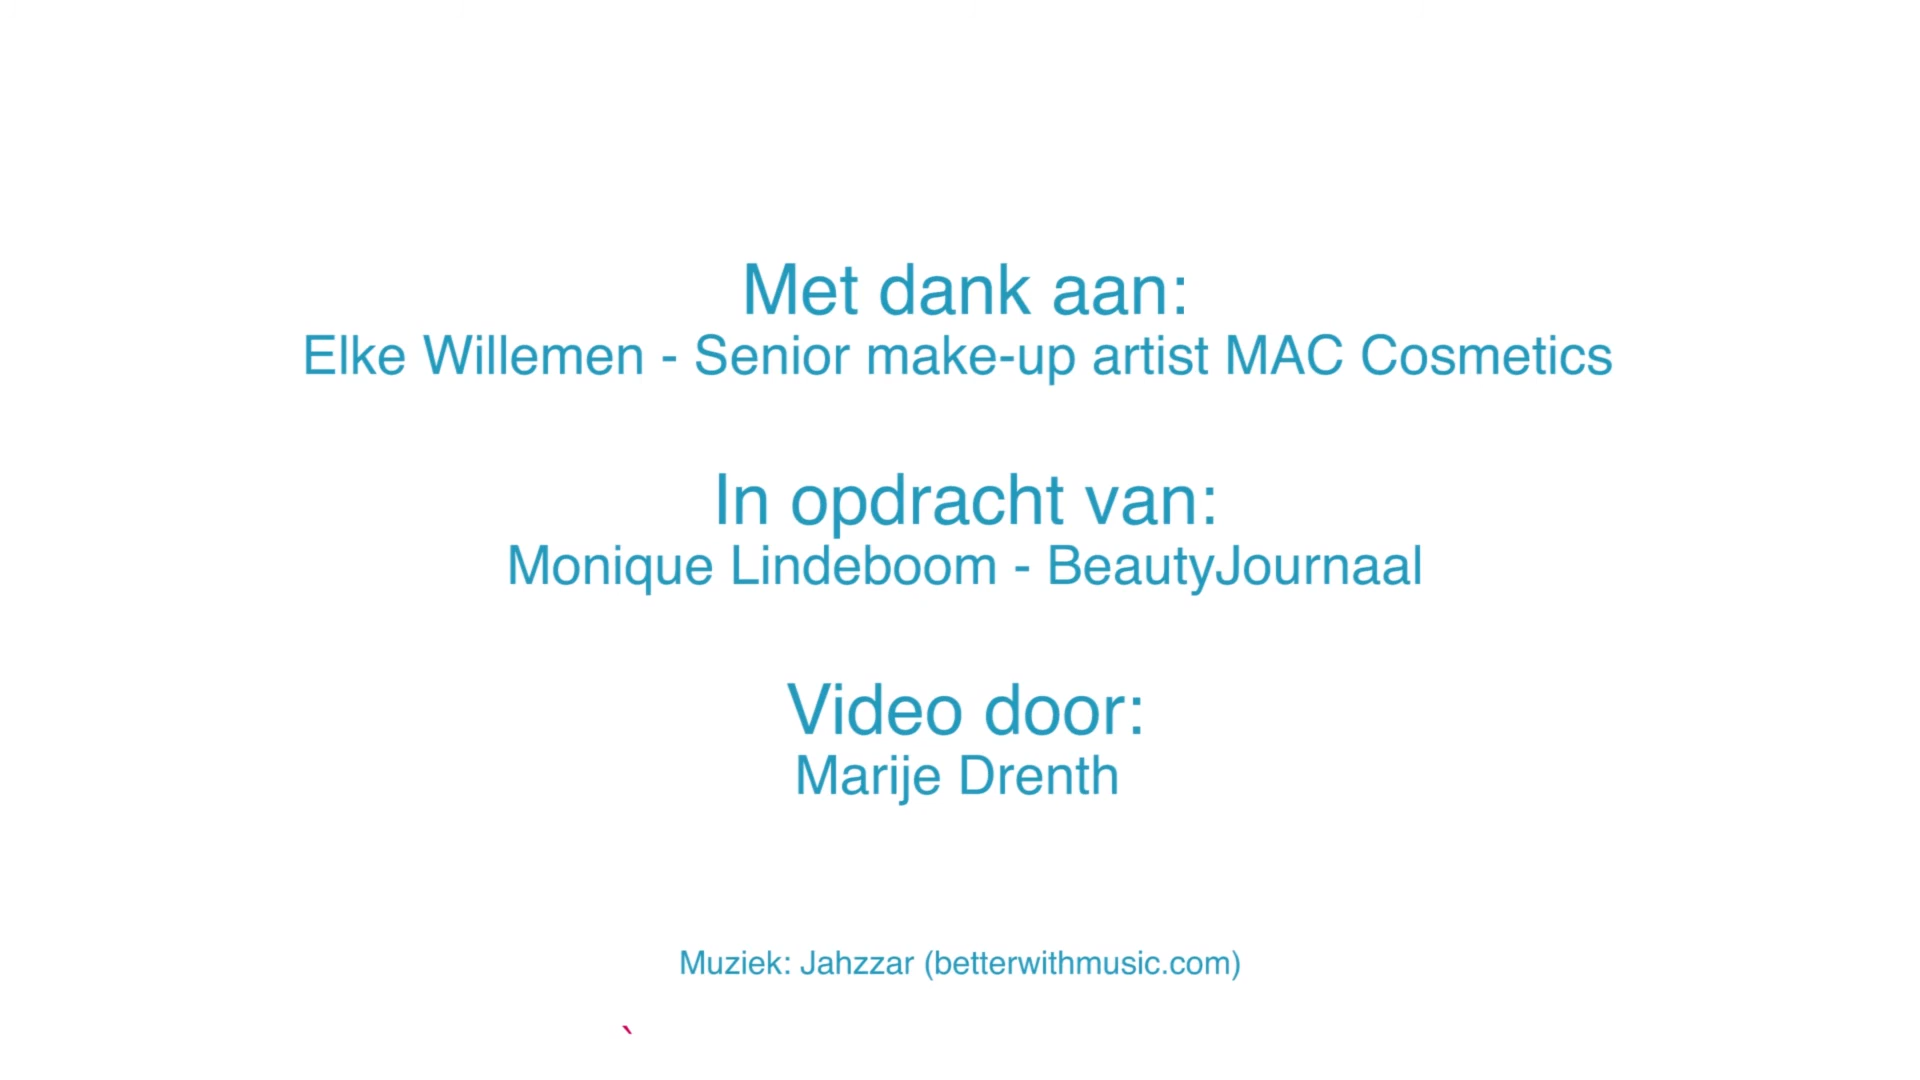 Met dank aan:
Elke Willemen - Senior make-up artist MAC Cosmetics
In opdracht van:
Monique Lindeboom - BeautyJournaal
Video door:
Marije Drenth
Muziek: Jahzzar (betterwithmusic.com)
`